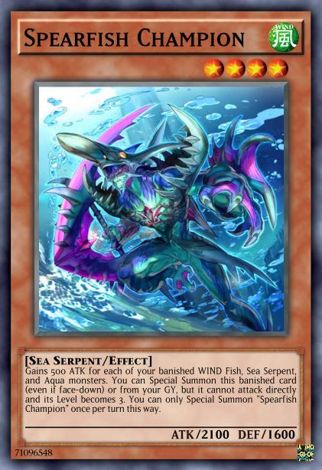 Spearfish Champion
WIND
風
[Sea Serpent/Effect]
Gains 500 ATK for each of your banished WIND Fish, Sea Serpent,
and Aqua monsters. You can Special Summon this banished card
(even if face-down) or from your GY, but it cannot attack directly
and its Level becomes 3. You can only Special Summon "Spearfish
Champion" once per turn this way.
ATK/2100 DEF/1600
71096548